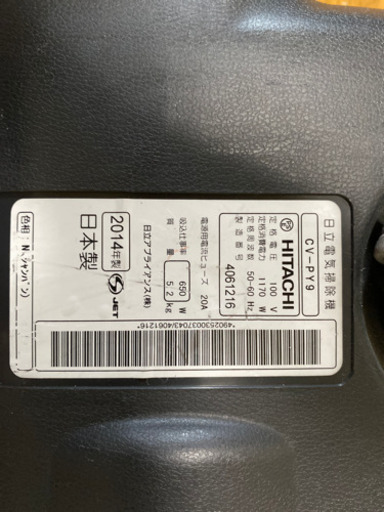 日立電気掃除機
CV-PY9
HITACHI
定格電圧 100 V
定格消費電力 1170 W
定格周波数 50-60 Hz
製造番号 4061216
電源用電流ヒューズ 20A
吸込仕事率 650 W
質量 5.2 kg
日立アプライアンス(株)
2014年製
S JET
日本製
色相:N(シャンパン)
*4902530037043/4061216*